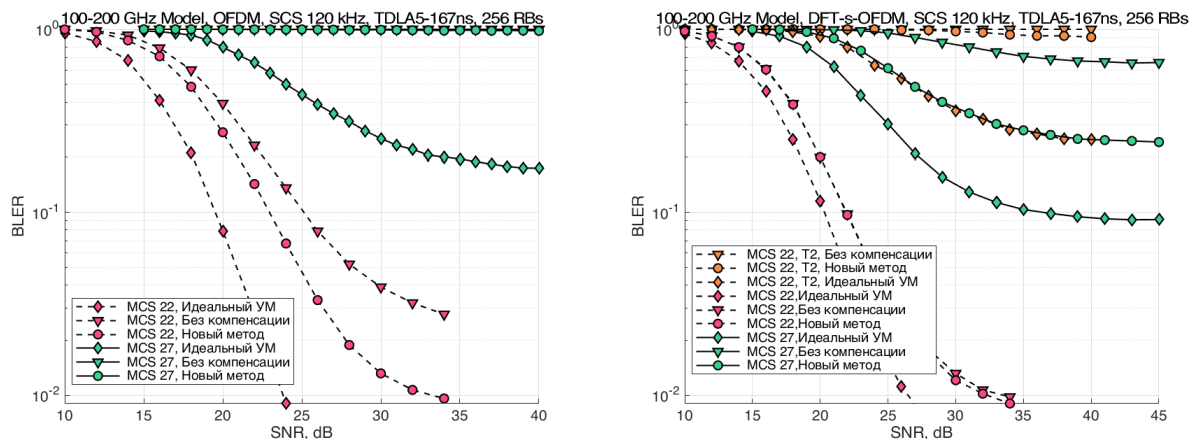 100-200 GHz Model, OFDM, SCS 120 kHz, TDLA5-167ns, 256 RBs
BLER
10⁰
10⁻¹
10⁻²
MCS 22, Идеальный УМ
MCS 22, Без компенсации
MCS 22, Новый метод
MCS 27, Идеальный УМ
MCS 27, Без компенсации
MCS 27, Новый метод
10 15 20 25 30 35 40
SNR, dB
100-200 GHz Model, DFT-s-OFDM, SCS 120 kHz, TDLA5-167ns, 256 RBs
BLER
10⁰
10⁻¹
10⁻²
MCS 22, T2, Без компенсации
MCS 22, T2, Новый метод
MCS 22, T2, Идеальный УМ
MCS 22,Идеальный УМ
MCS 22,Без компенсации
MCS 22,Новый метод
MCS 27,Идеальный УМ
MCS 27,Без компенсации
MCS 27,Новый метод
10 15 20 25 30 35 40 45
SNR, dB